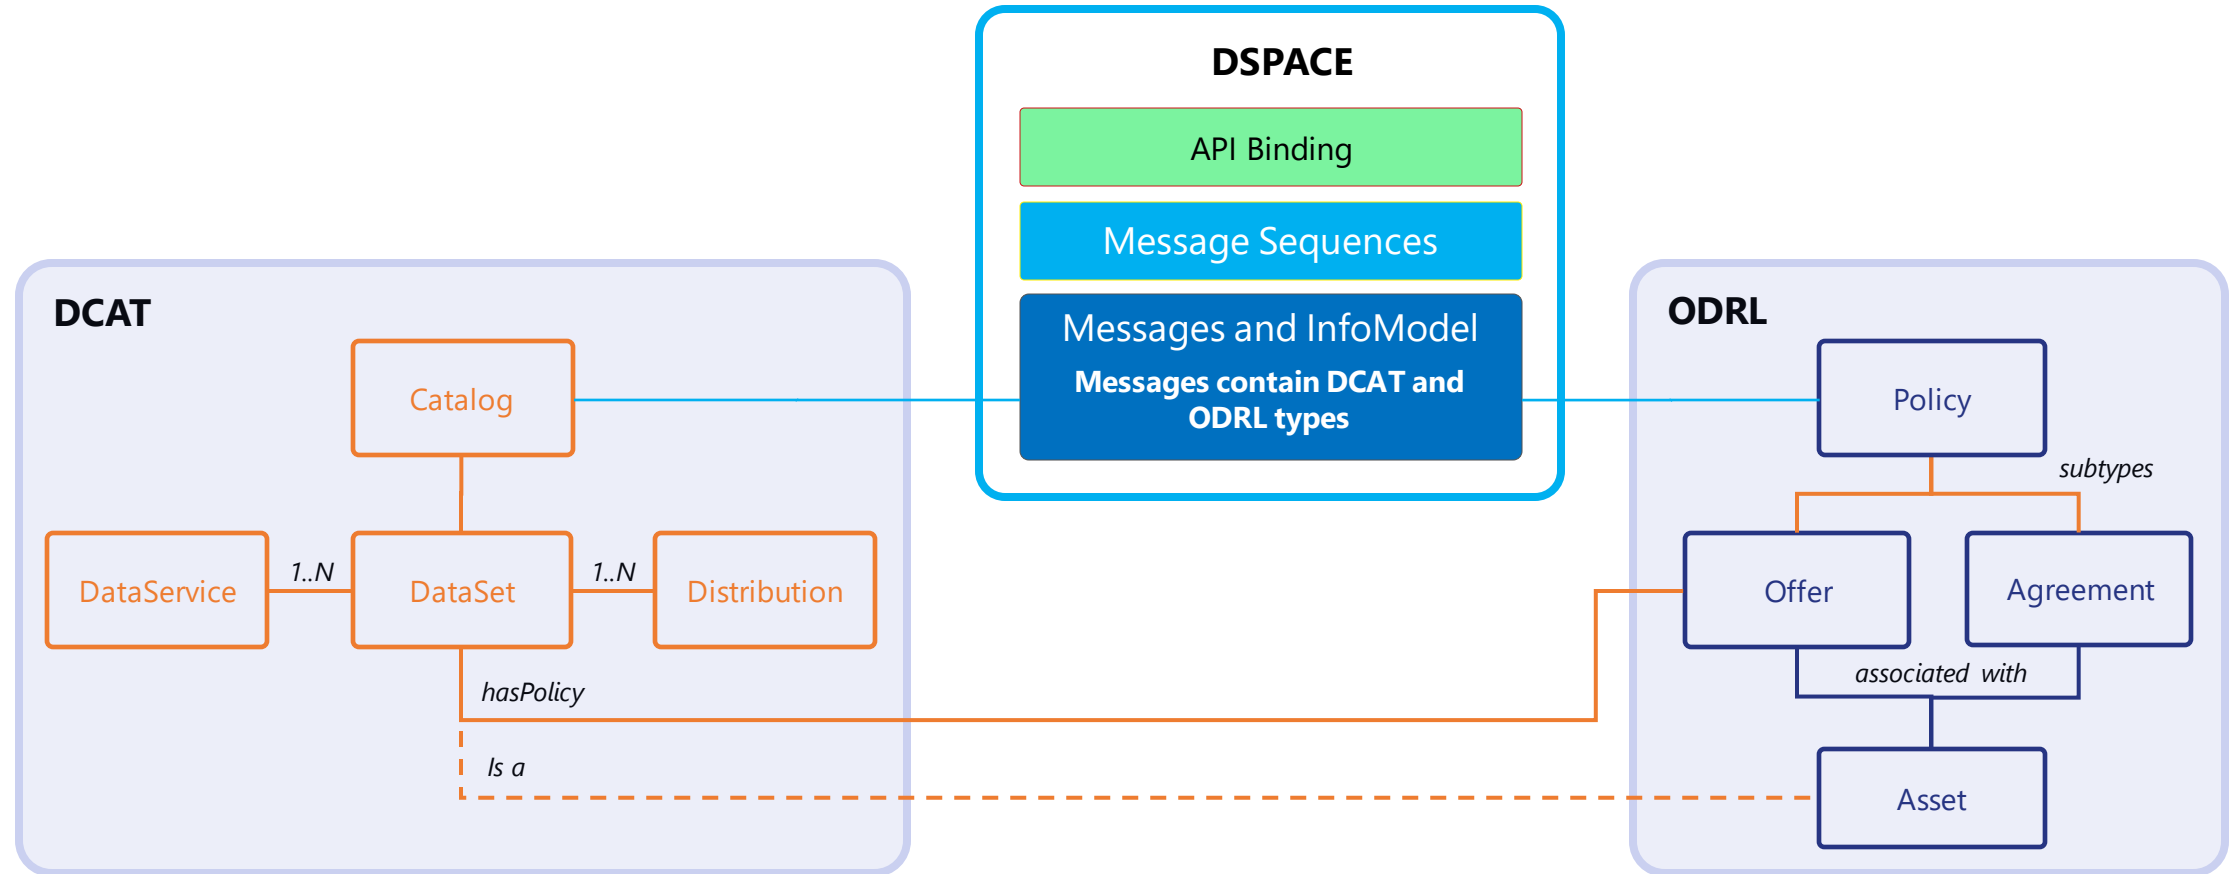 DSPACE
API Binding
Message Sequences
Messages and InfoModel
Messages contain DCAT and
ODRL types
DCAT
Catalog
DataService
1..N
DataSet
1..N
Distribution
hasPolicy
Is a
ODRL
Policy
subtypes
Offer
Agreement
associated with
Asset